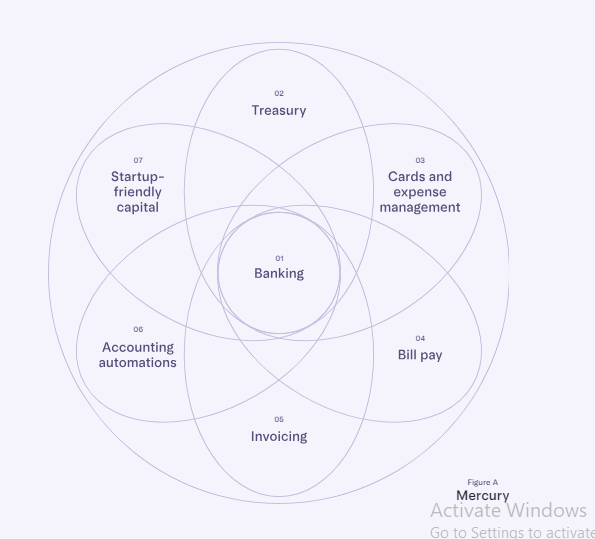 02
Treasury
07
Startup-
friendly
capital
03
Cards and
expense
management
01
Banking
06
Accounting
automations
04
Bill pay
05
Invoicing
Figure A
Mercury
Activate Windows
Go to Settings to activate